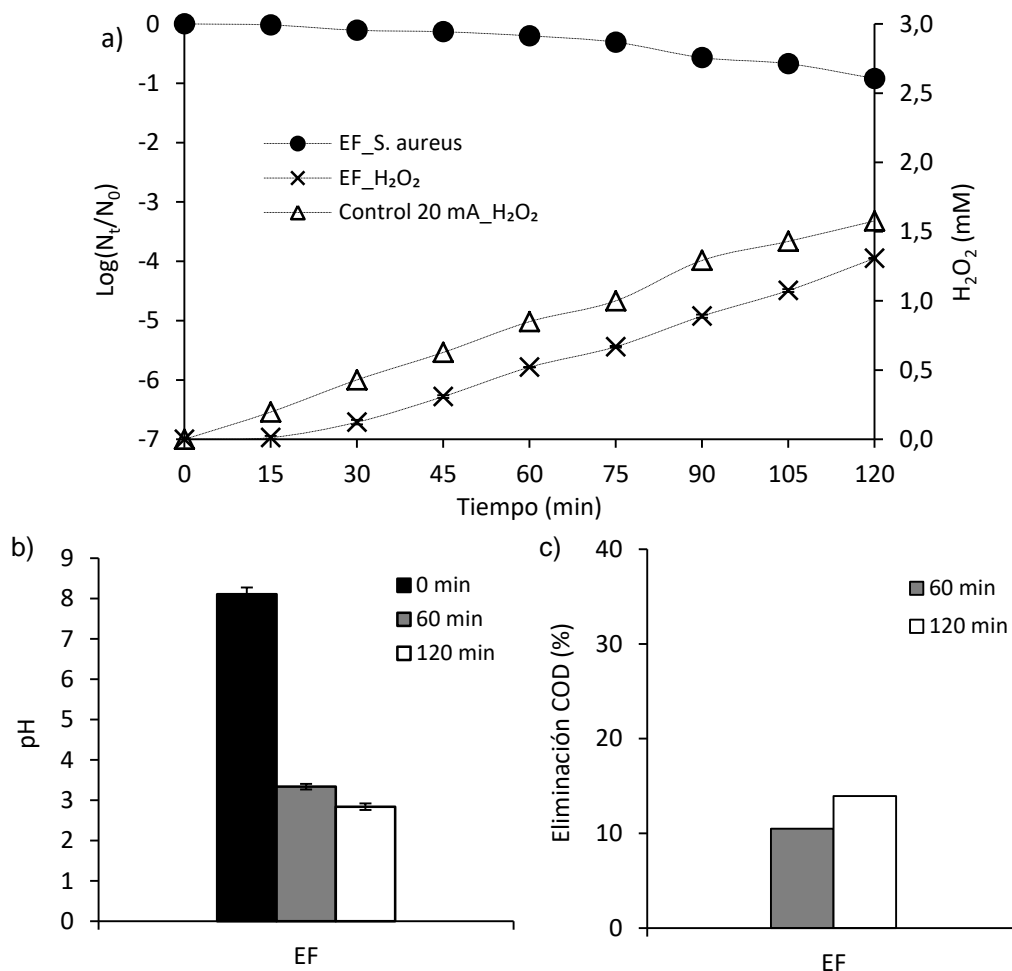 a)
Log(Nₜ/N₀)
0
-1
-2
-3
-4
-5
-6
-7
EF_S. aureus
EF_H₂O₂
Control 20 mA_H₂O₂
3,0
2,5
2,0
1,5
1,0
0,5
0,0
H₂O₂ (mM)
0 15 30 45 60 75 90 105 120
Tiempo (min)
b)
pH
9
8
7
6
5
4
3
2
1
0
0 min
60 min
120 min
EF
c)
Eliminación COD (%)
40
30
20
10
0
60 min
120 min
EF